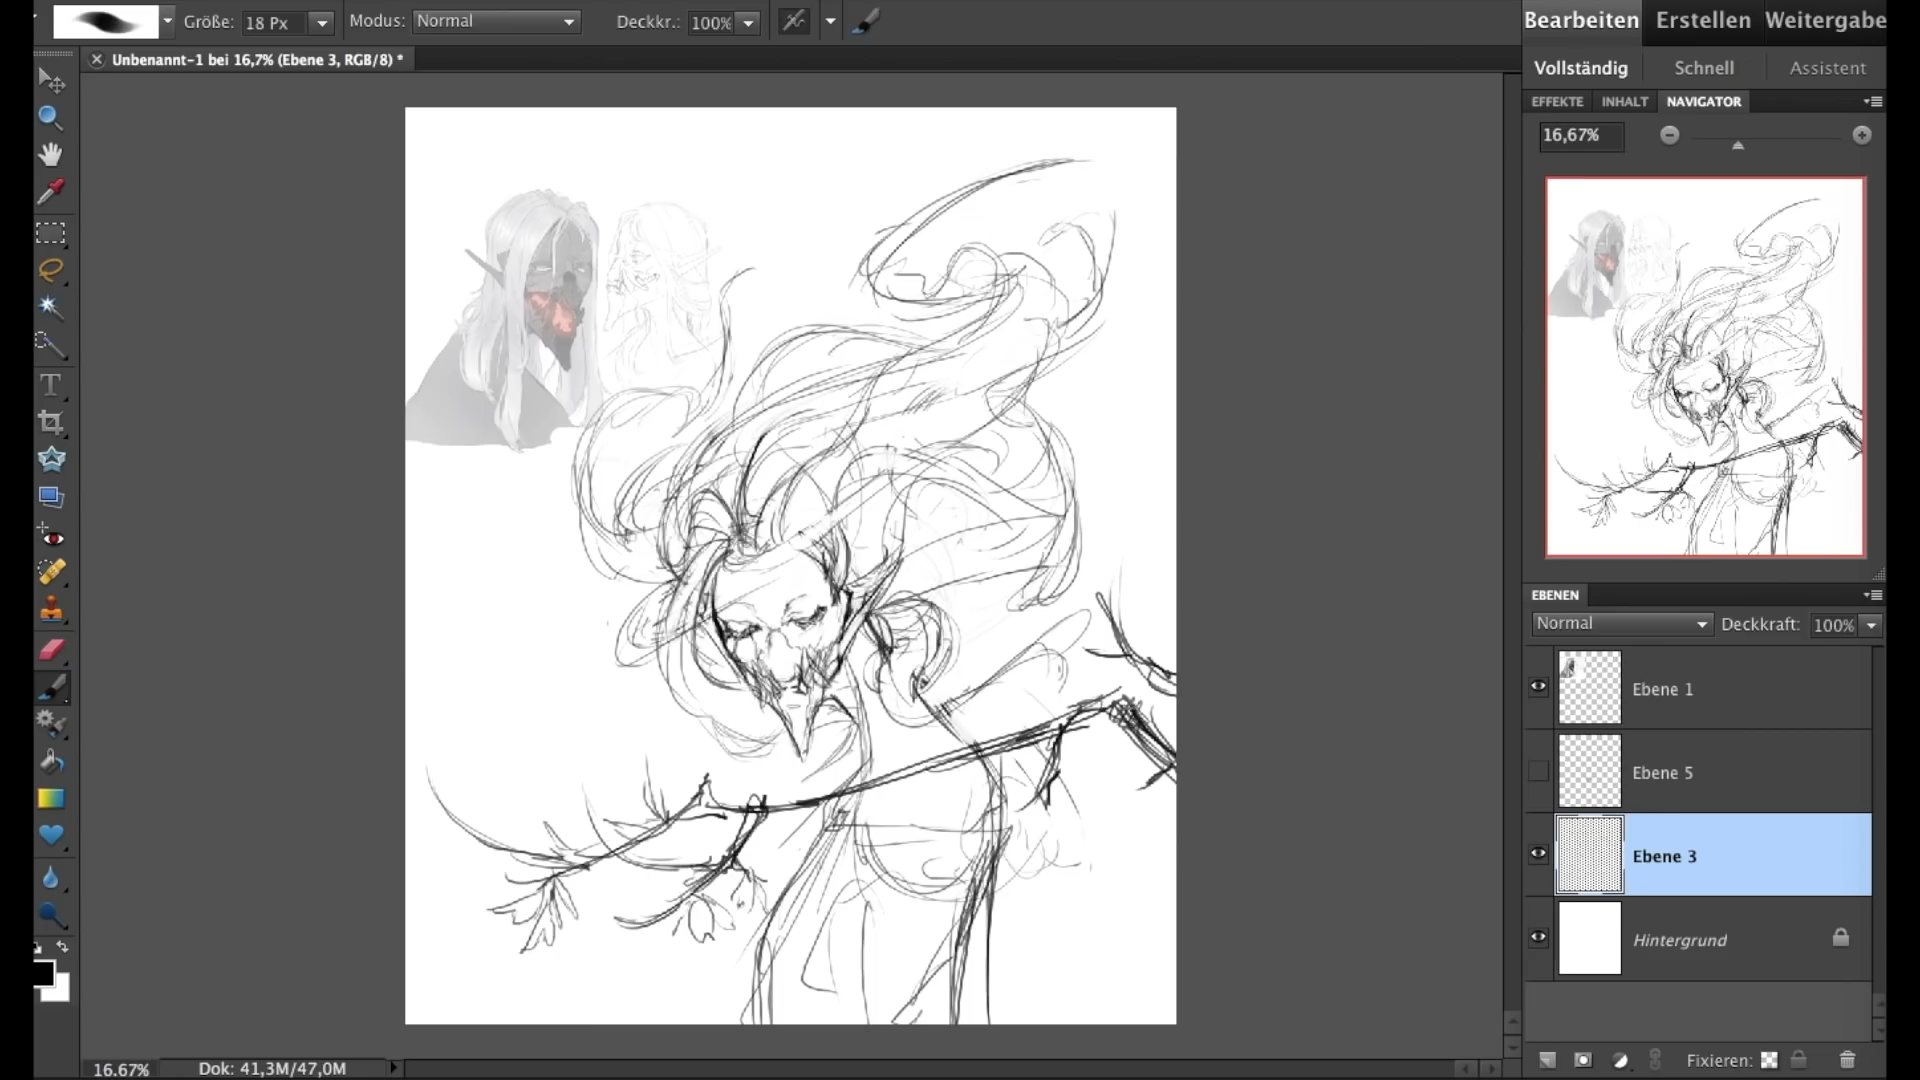 Größe: 18 Px Modus: Normal Deckkr.: 100%
Bearbeiten Erstellen Weitergabe
Unbenannt-1 bei 16,7% (Ebene 3, RGB/8) *
Vollständig Schnell Assistent
EFFEKTE INHALT NAVIGATOR
16,67%
EBENEN
Normal Deckkraft: 100%
Ebene 1
Ebene 5
Ebene 3
Hintergrund
Fixieren:
16.67% Dok: 41,3M/47,0M